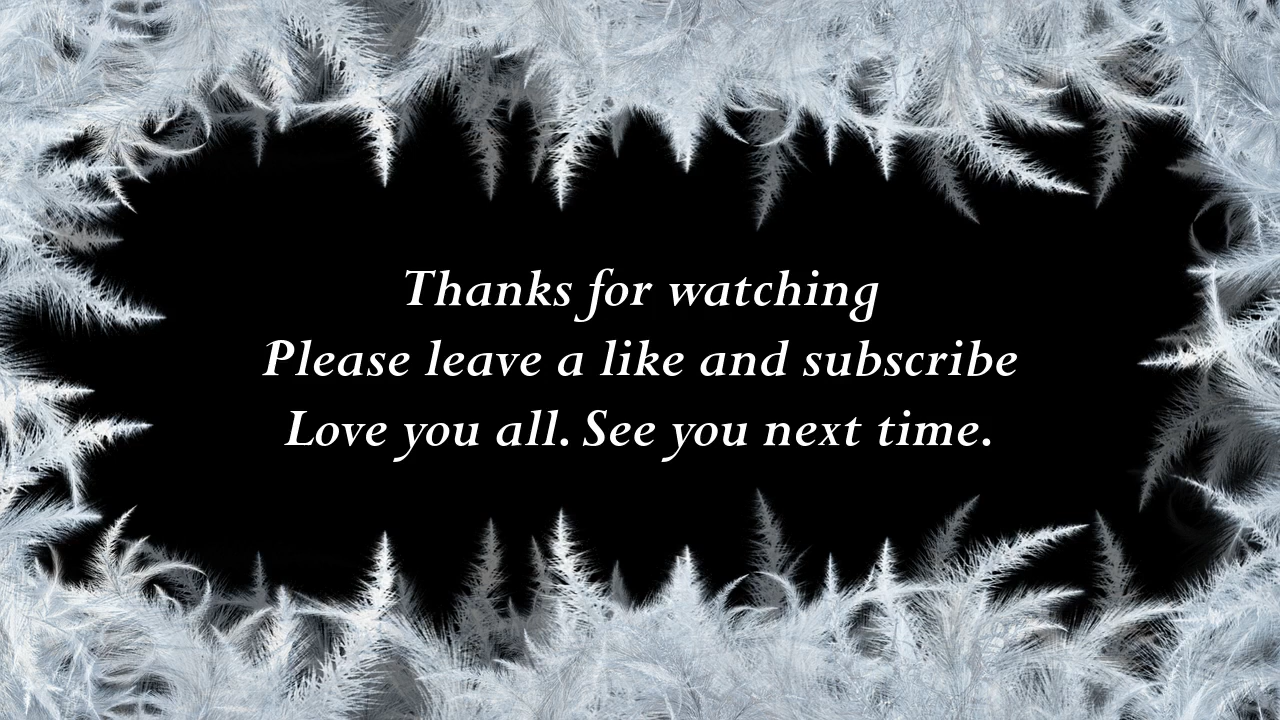 Thanks for watching
Please leave a like and subscribe
Love you all. See you next time.